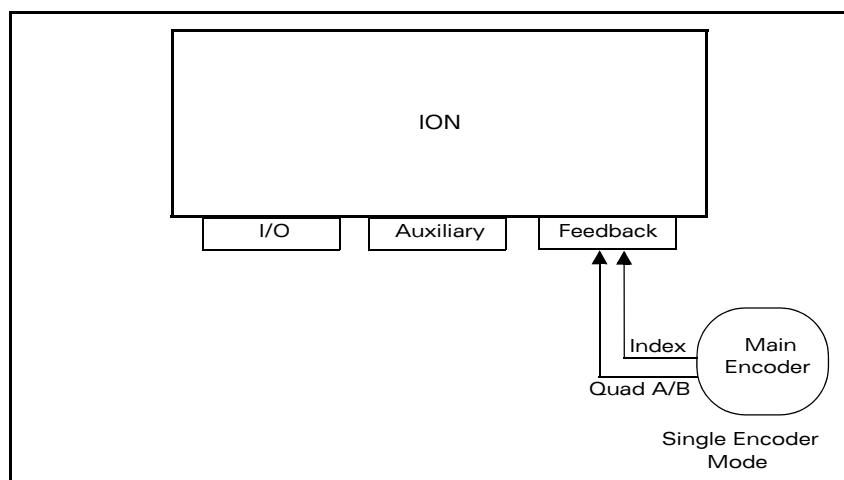 ION
I/O
Auxiliary
Feedback
Index
Main
Encoder
Quad A/B
Single Encoder
Mode